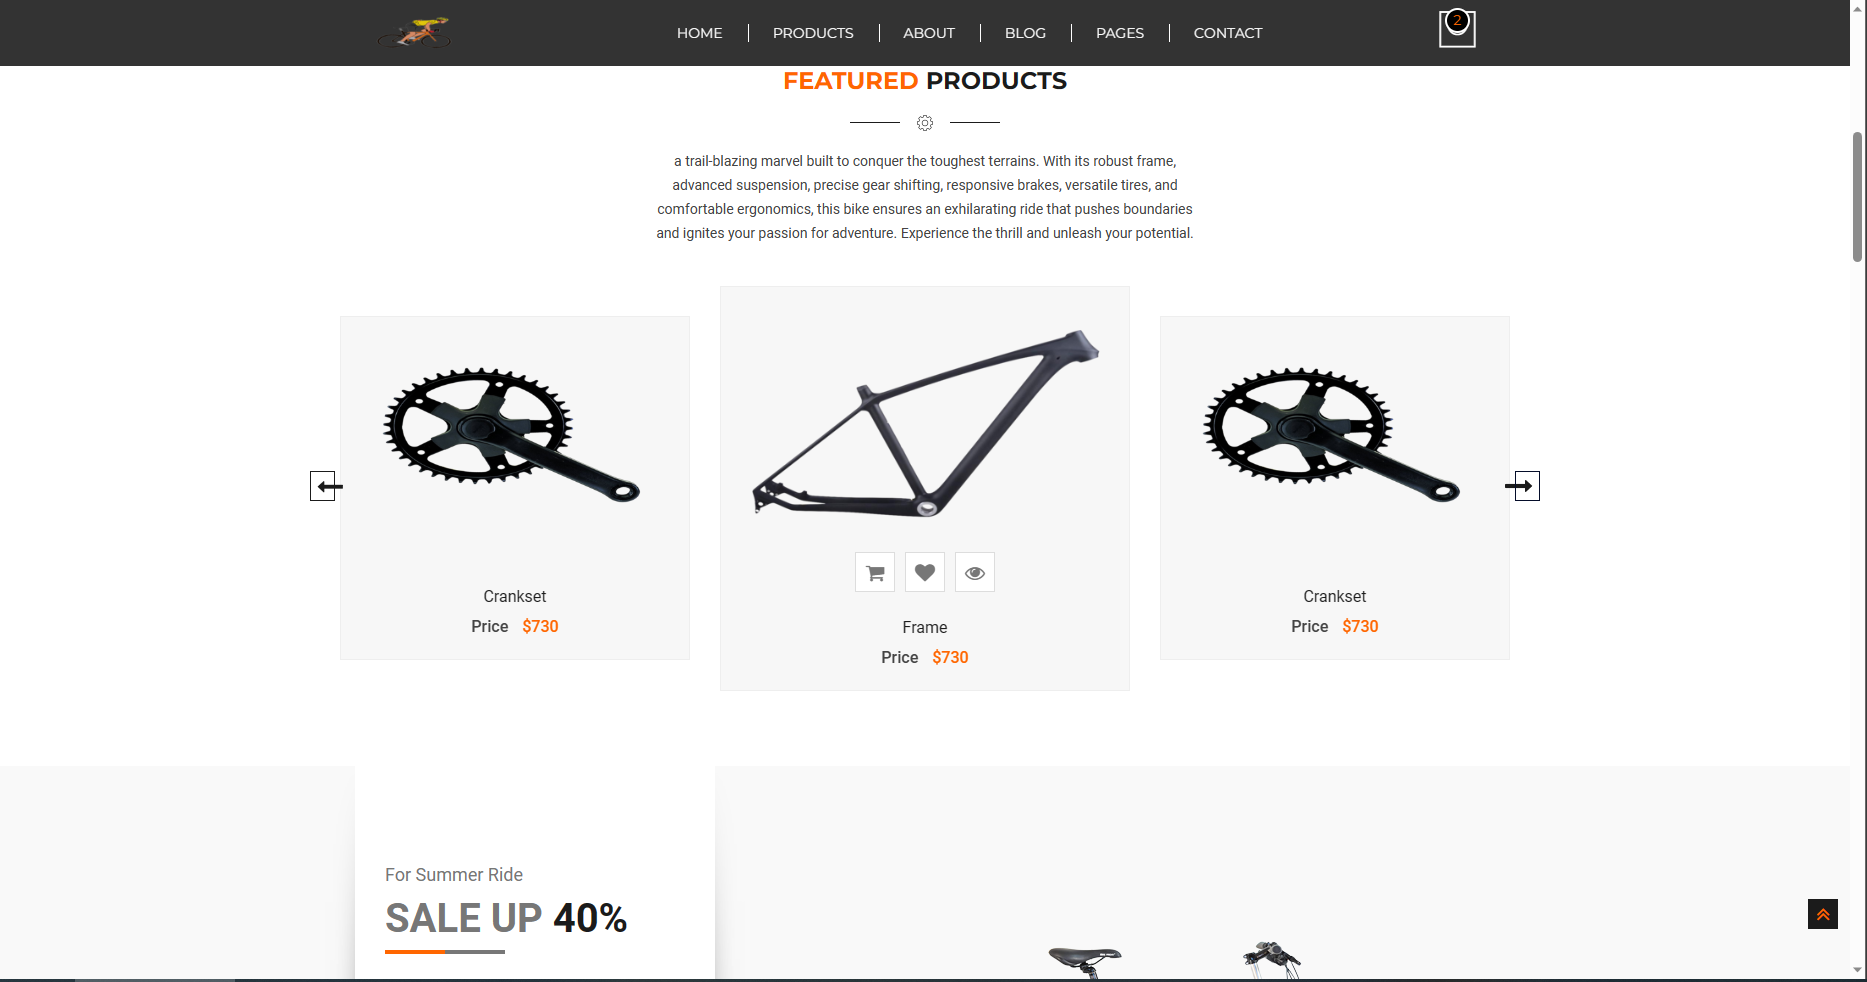 HOME PRODUCTS ABOUT BLOG PAGES CONTACT
2
FEATURED PRODUCTS
a trail-blazing marvel built to conquer the toughest terrains. With its robust frame,
advanced suspension, precise gear shifting, responsive brakes, versatile tires, and
comfortable ergonomics, this bike ensures an exhilarating ride that pushes boundaries
and ignites your passion for adventure. Experience the thrill and unleash your potential.
Crankset
Price $730
Frame
Price $730
Crankset
Price $730
For Summer Ride
SALE UP 40%